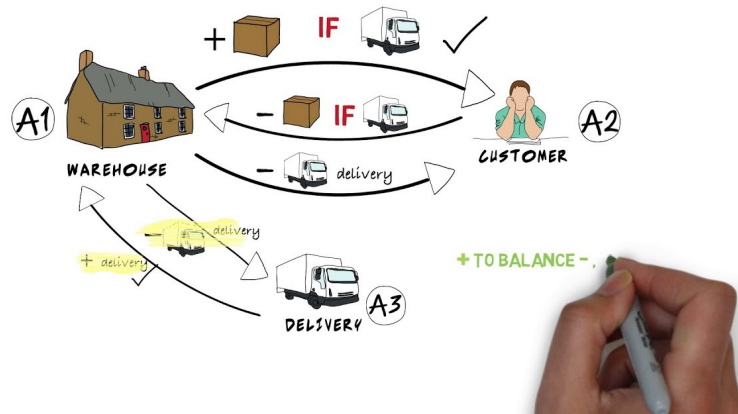 + IF
A1
- IF
A2
WAREHOUSE
CUSTOMER
- delivery
- delivery
+ delivery
+ TO BALANCE -
A3
DELIVERY